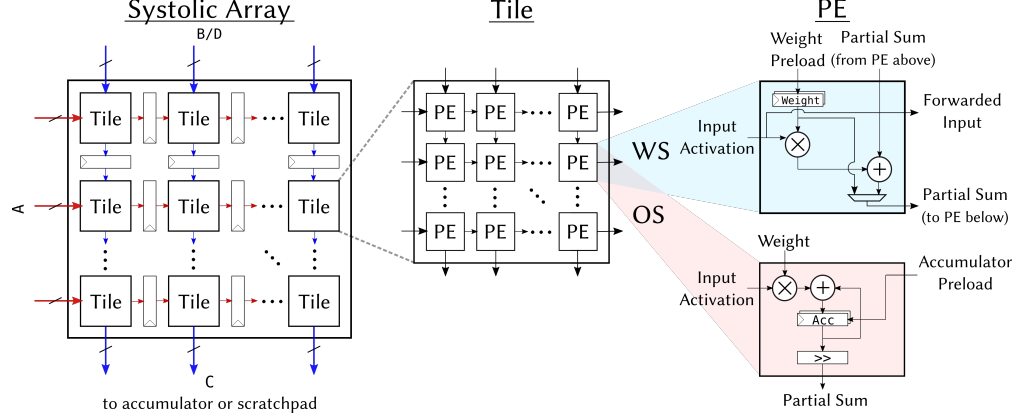 Systolic Array
B/D
Tile Tile Tile
A
Tile Tile Tile
Tile Tile Tile
C
to accumulator or scratchpad
Tile
PE PE PE
PE PE PE
PE PE PE
WS
OS
PE
Weight
Preload
Partial Sum
(from PE above)
Weight
Forwarded
Input
Input
Activation
×
+
Partial Sum
(to PE below)
Weight
Accumulator
Preload
Input
Activation
×
+
Acc
>>
Partial Sum